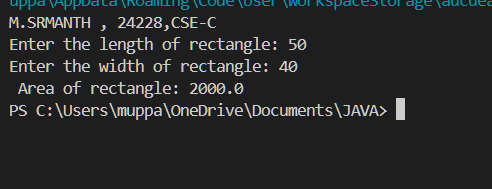 uppa\AppData\Roaming\Code\User\workspaceStorage\
M.SRMANTH , 24228,CSE-C
Enter the length of rectangle: 50
Enter the width of rectangle: 40
 Area of rectangle: 2000.0
PS C:\Users\muppa\OneDrive\Documents\JAVA>